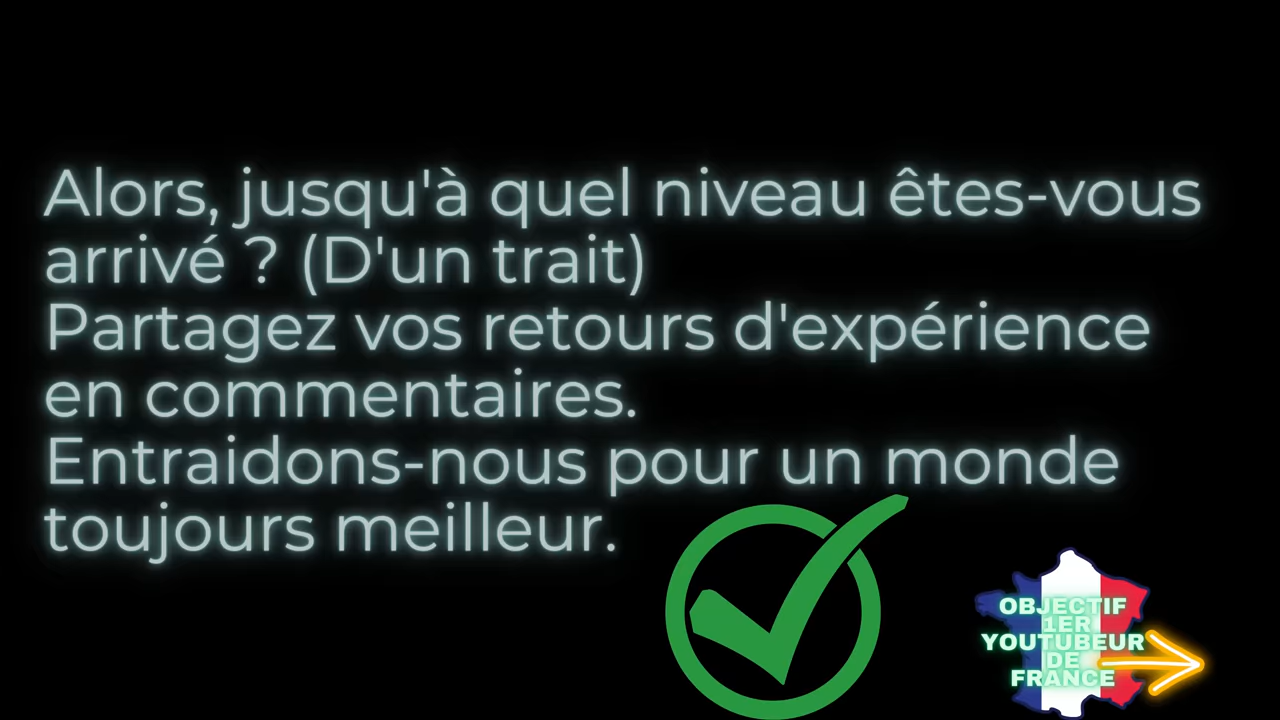 Alors, jusqu'à quel niveau êtes-vous
arrivé ? (D'un trait)
Partagez vos retours d'expérience
en commentaires.
Entraidons-nous pour un monde
toujours meilleur.
OBJECTIF
1ER
YOUTUBEUR
DE
FRANCE